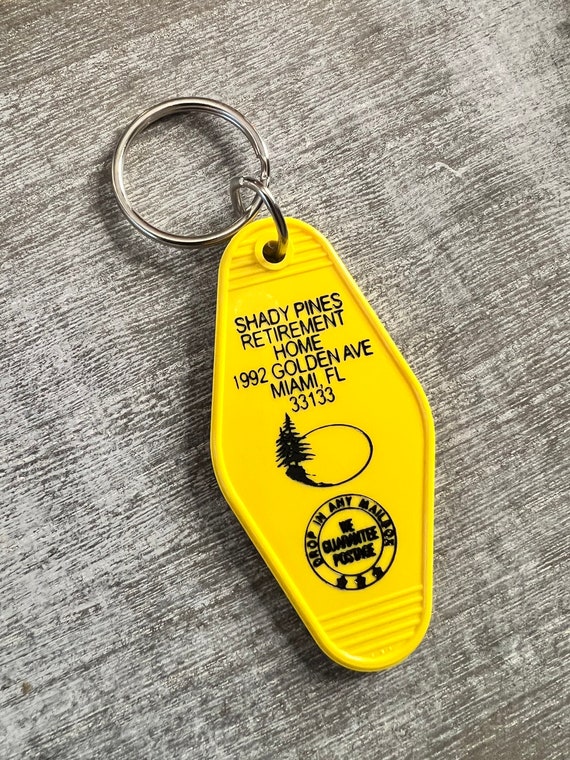 SHADY PINES
RETIREMENT
HOME
1992 GOLDEN AVE
MIAMI, FL
33133
DROP IN ANY MAILBOX
WE
GUARANTEE
POSTAGE